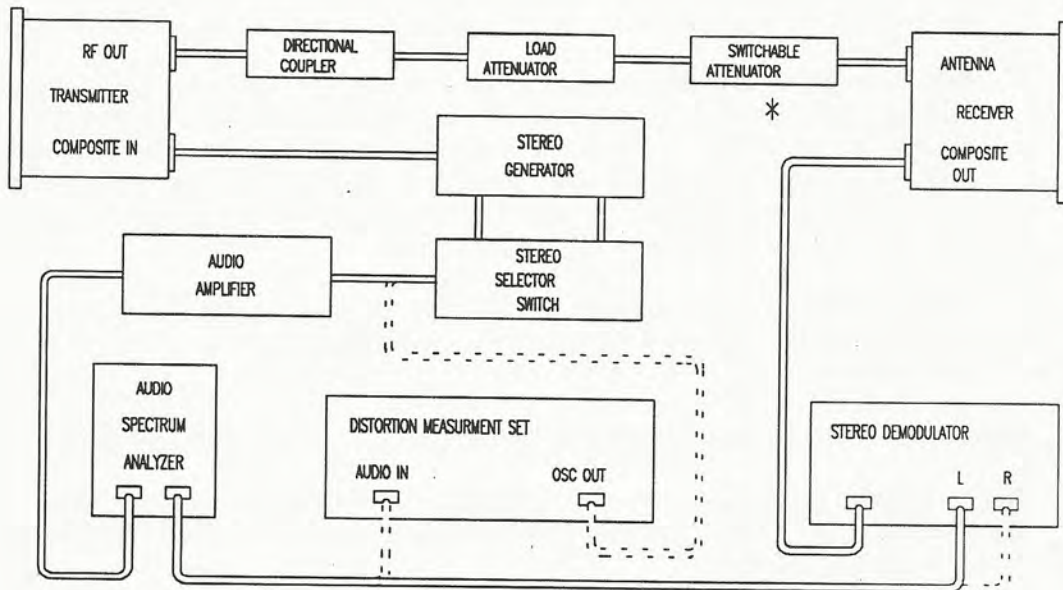 RF OUT
TRANSMITTER
COMPOSITE IN
DIRECTIONAL
COUPLER
LOAD
ATTENUATOR
SWITCHABLE
ATTENUATOR
*
ANTENNA
RECEIVER
COMPOSITE
OUT
STEREO
GENERATOR
AUDIO
AMPLIFIER
STEREO
SELECTOR
SWITCH
AUDIO
SPECTRUM
ANALYZER
DISTORTION MEASURMENT SET
AUDIO IN
OSC OUT
STEREO DEMODULATOR
L R